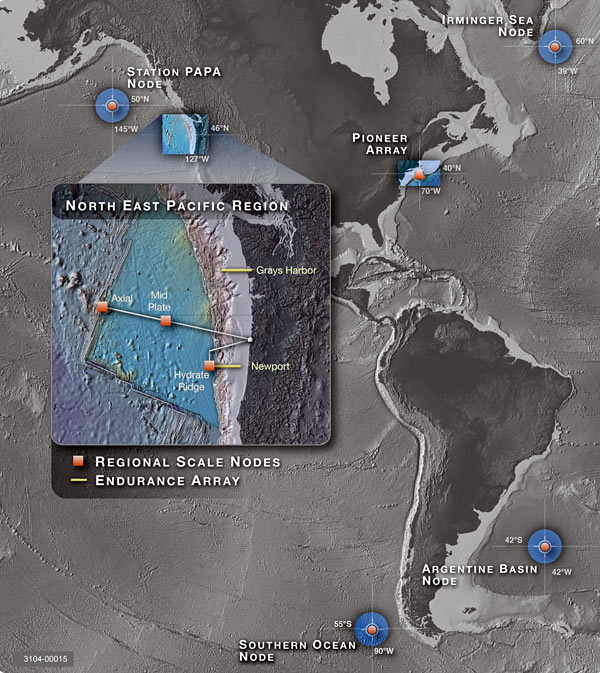 IRMINGER SEA
NODE
60°N
39°W
STATION PAPA
NODE
50°N
145°W
46°N
127°W
PIONEER
ARRAY
40°N
70°W
NORTH EAST PACIFIC REGION
Grays Harbor
Axial
Mid
Plate
Hydrate
Ridge
Newport
REGIONAL SCALE NODES
ENDURANCE ARRAY
42°S
42°W
ARGENTINE BASIN
NODE
55°S
90°W
SOUTHERN OCEAN
NODE
3104-00015